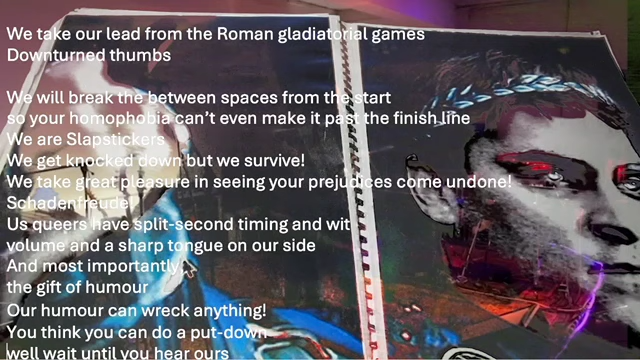 We take our lead from the Roman gladiatorial games
Downturned thumbs
We will break the between spaces from the start
so your homophobia can't even make it past the finish line
We are Slapstickers
We get knocked down but we survive!
We take great pleasure in seeing your prejudices come undone!
Schadenfreude!
Us queers have split-second timing and wit
volume and a sharp tongue on our side
And most importantly,
the gift of humour
Our humour can wreck anything!
You think you can do a put-down
well wait until you hear ours